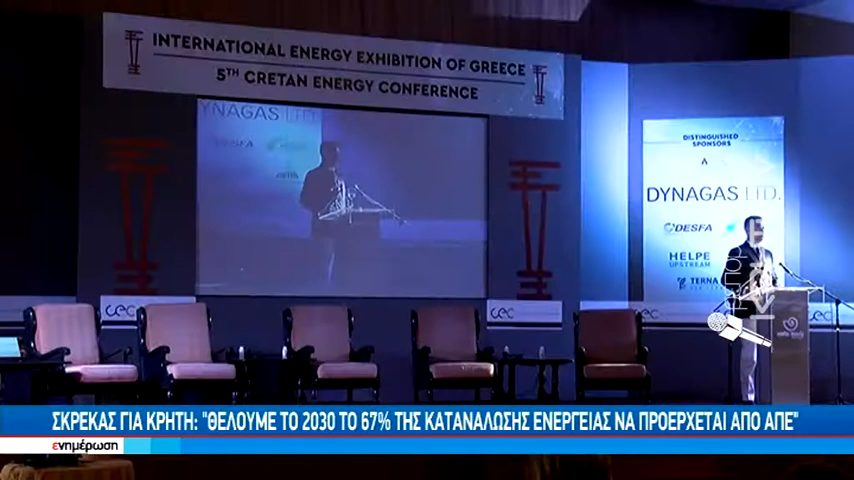 INTERNATIONAL ENERGY EXHIBITION OF GREECE
5TH CRETAN ENERGY CONFERENCE
DYNAGAS LTD.
DESFA
DISTINGUISHED
SPONSORS
DYNAGAS LTD.
DESFA
HELPE
UPSTREAM
TERNA
cec
cec
cec
ΣΚΡΕΚΑΣ ΓΙΑ ΚΡΗΤΗ: "ΘΕΛΟΥΜΕ ΤΟ 2030 ΤΟ 67% ΤΗΣ ΚΑΤΑΝΑΛΩΣΗΣ ΕΝΕΡΓΕΙΑΣ ΝΑ ΠΡΟΕΡΧΕΤΑΙ ΑΠΟ ΑΠΕ"
ενημέρωση